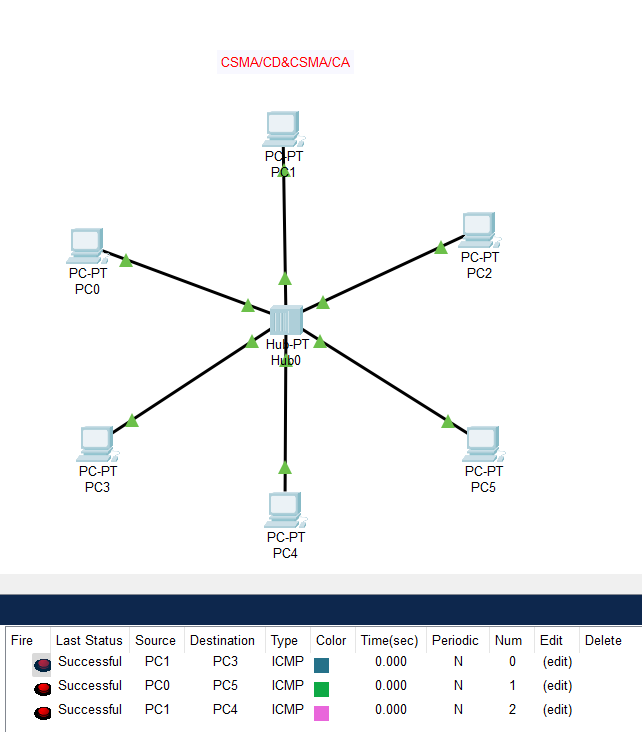 CSMA/CD&CSMA/CA
PC-PT
PC1
PC-PT
PC0
PC-PT
PC2
Hub-PT
Hub0
PC-PT
PC3
PC-PT
PC5
PC-PT
PC4
Fire Last Status Source Destination Type Color Time(sec) Periodic Num Edit Delete
Successful PC1 PC3 ICMP 0.000 N 0 (edit)
Successful PC0 PC5 ICMP 0.000 N 1 (edit)
Successful PC1 PC4 ICMP 0.000 N 2 (edit)